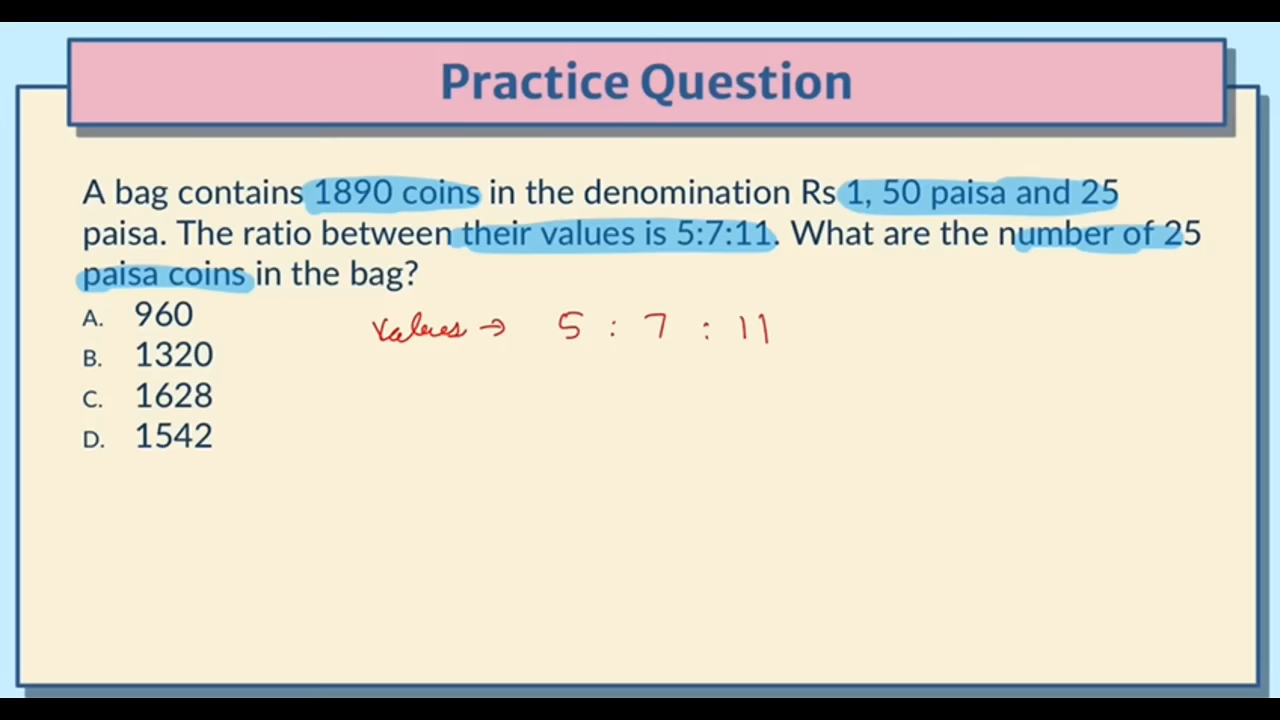 Practice Question
A bag contains 1890 coins in the denomination Rs 1, 50 paisa and 25
paisa. The ratio between their values is 5:7:11. What are the number of 25
paisa coins in the bag?
A. 960
B. 1320
C. 1628
D. 1542
Values → 5 : 7 : 11